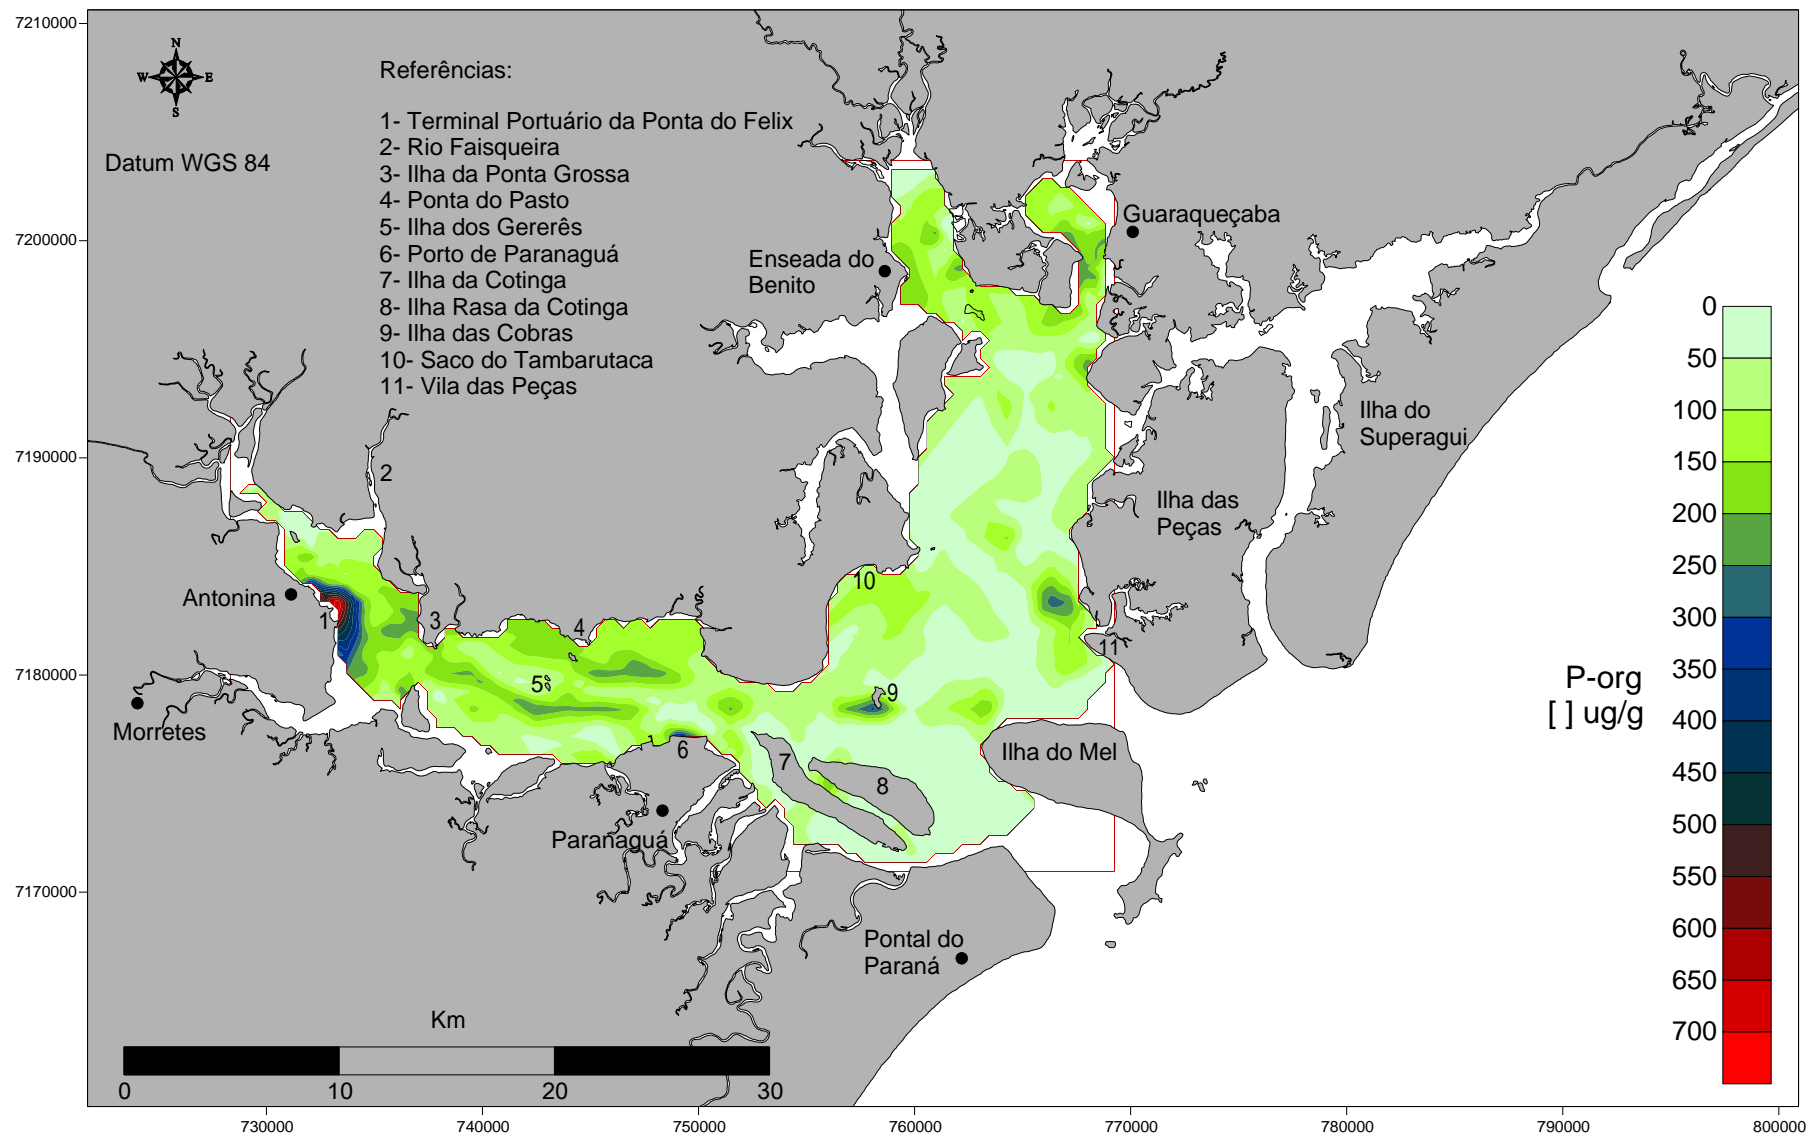 7210000
7200000
7190000
7180000
7170000
N
W E
S
Datum WGS 84
Referências:
1- Terminal Portuário da Ponta do Felix
2- Rio Faisqueira
3- Ilha da Ponta Grossa
4- Ponta do Pasto
5- Ilha dos Gererês
6- Porto de Paranaguá
7- Ilha da Cotinga
8- Ilha Rasa da Cotinga
9- Ilha das Cobras
10- Saco do Tambarutaca
11- Vila das Peças
Guaraqueçaba
Enseada do
Benito
Ilha do
Superagui
Ilha das
Peças
2
10
Antonina
1
3
4
11
5
9
Morretes
6
7
8
Ilha do Mel
Paranaguá
Pontal do
Paraná
P-org
[ ] ug/g
0
50
100
150
200
250
300
350
400
450
500
550
600
650
700
Km
0 10 20 30
730000 740000 750000 760000 770000 780000 790000 800000